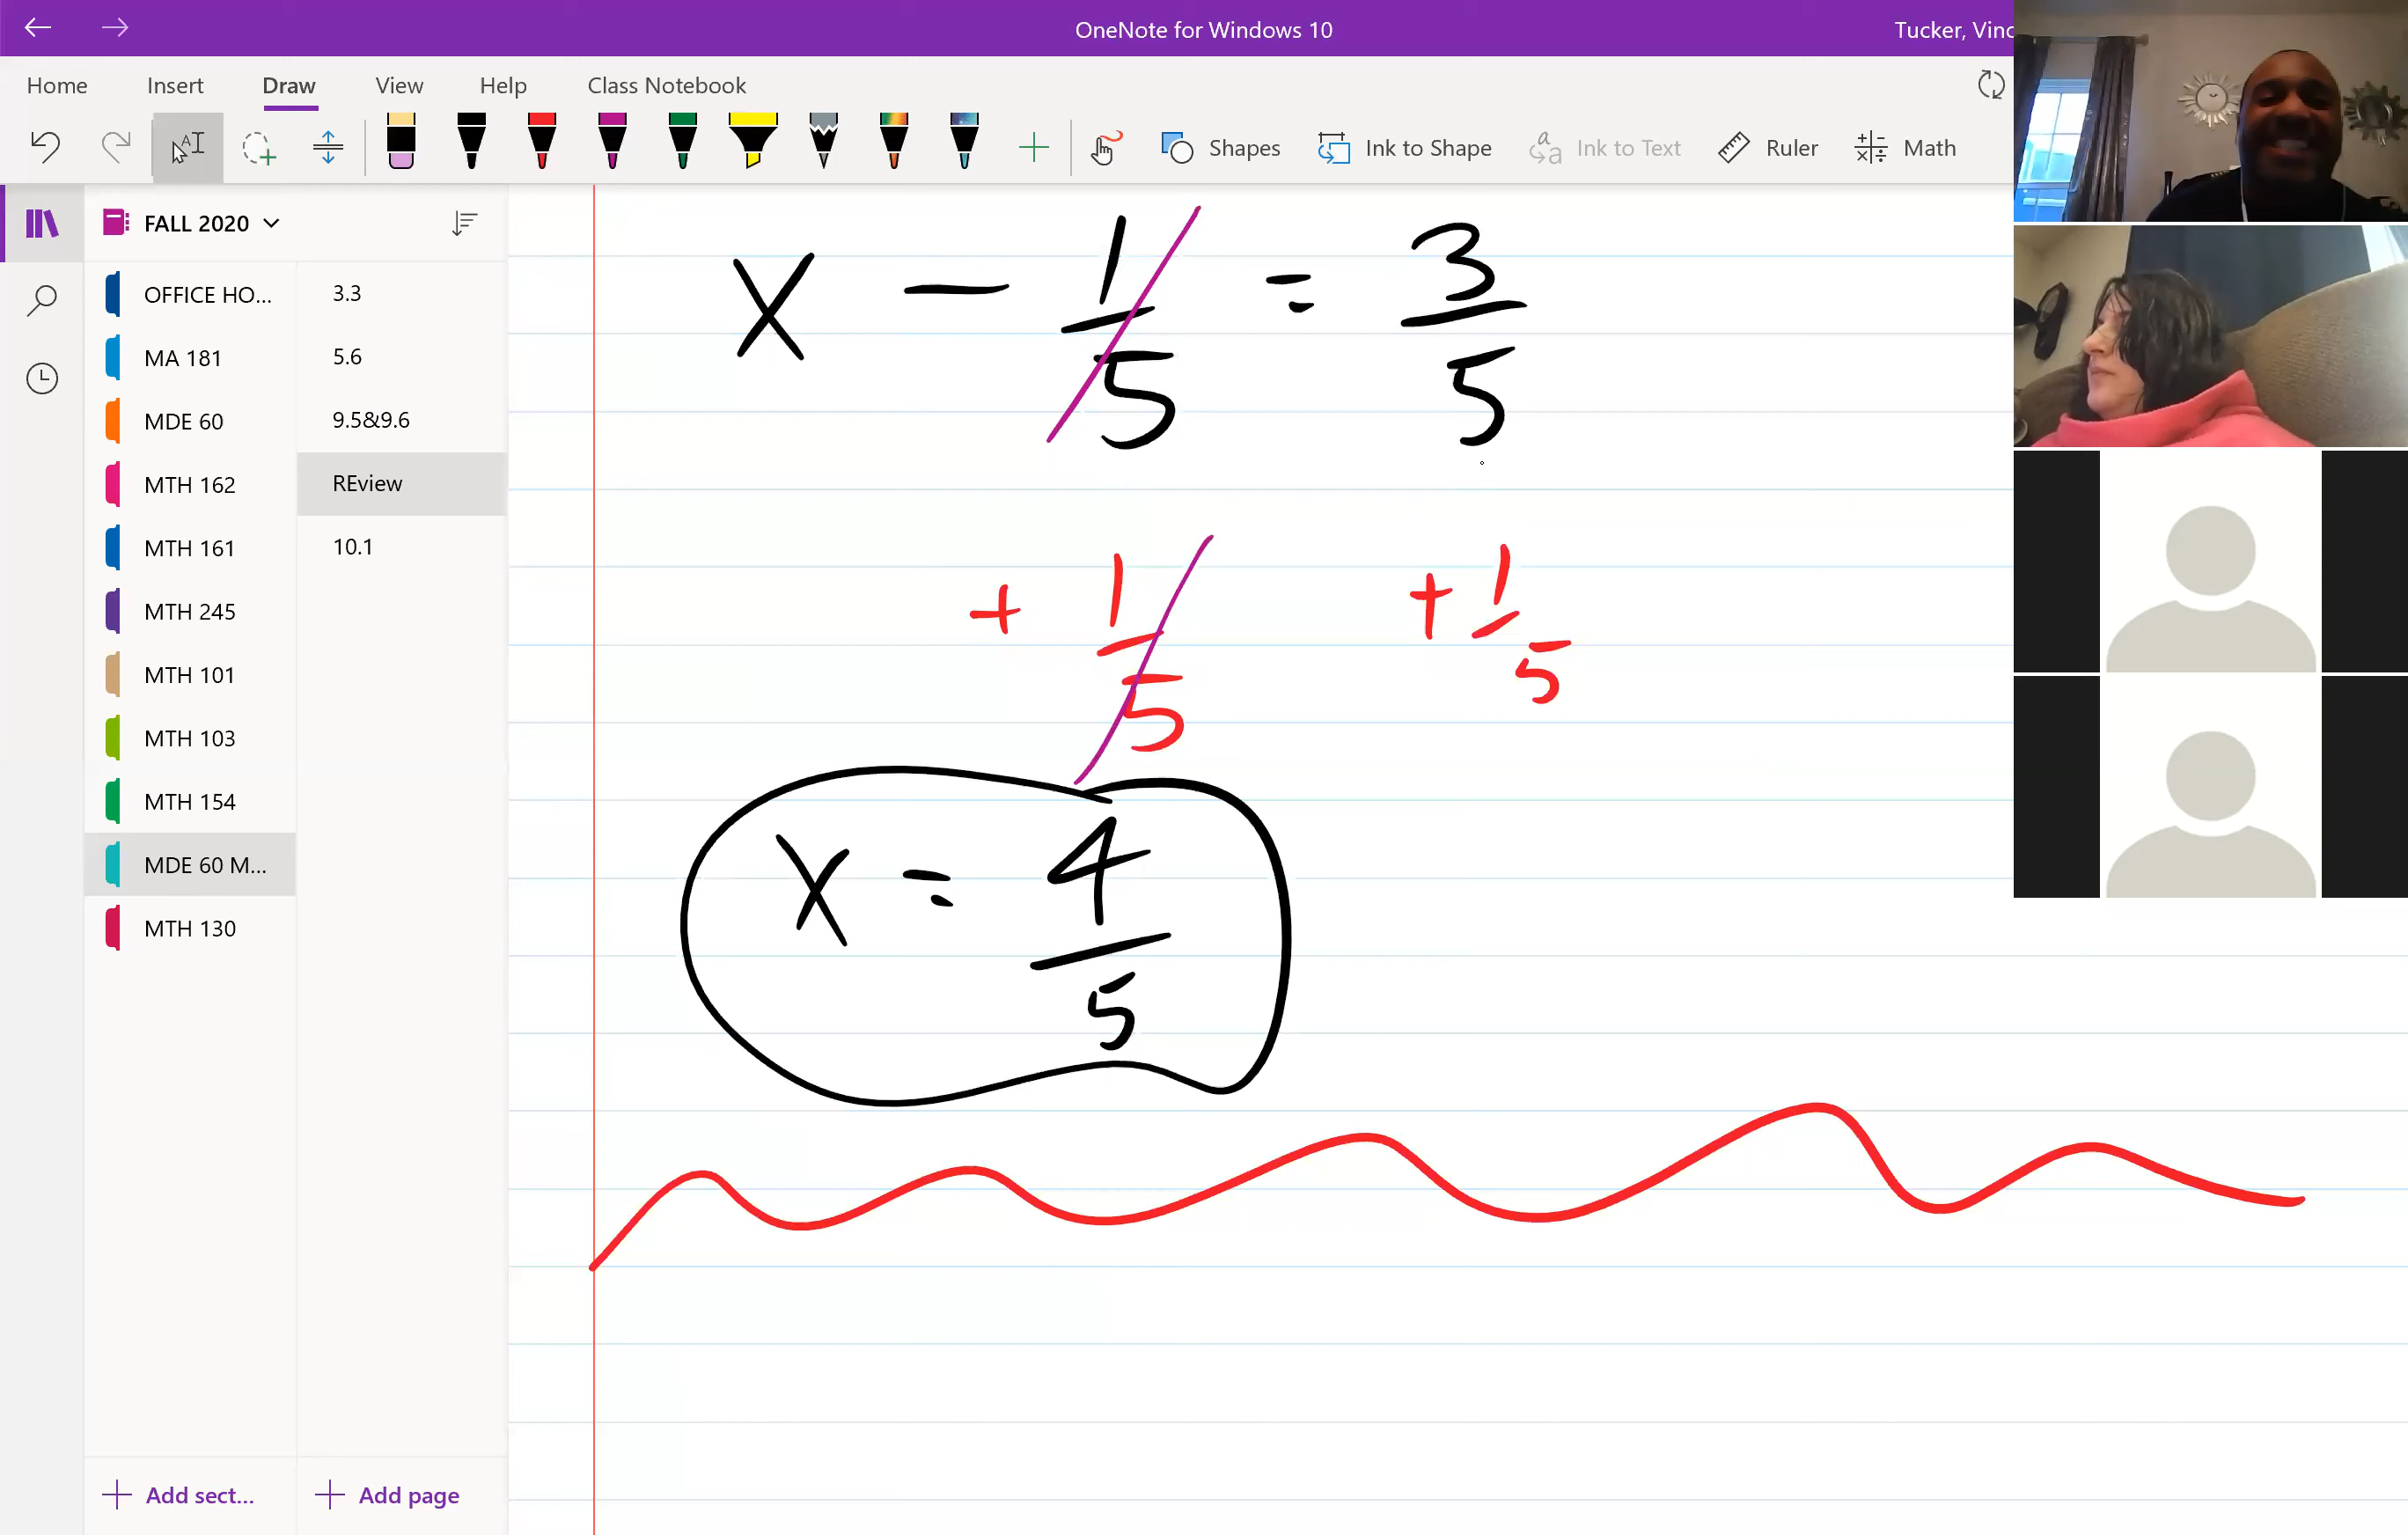 OneNote for Windows 10
Tucker, Vinc
Home Insert Draw View Help Class Notebook
Shapes Ink to Shape Ink to Text Ruler Math
FALL 2020
OFFICE HO...
MA 181
MDE 60
MTH 162
MTH 161
MTH 245
MTH 101
MTH 103
MTH 154
MDE 60 M...
MTH 130
Add sect...
3.3
5.6
9.5&9.6
REview
10.1
Add page
x - 1/5 = 3/5
+ 1/5 + 1/5
x = 4/5